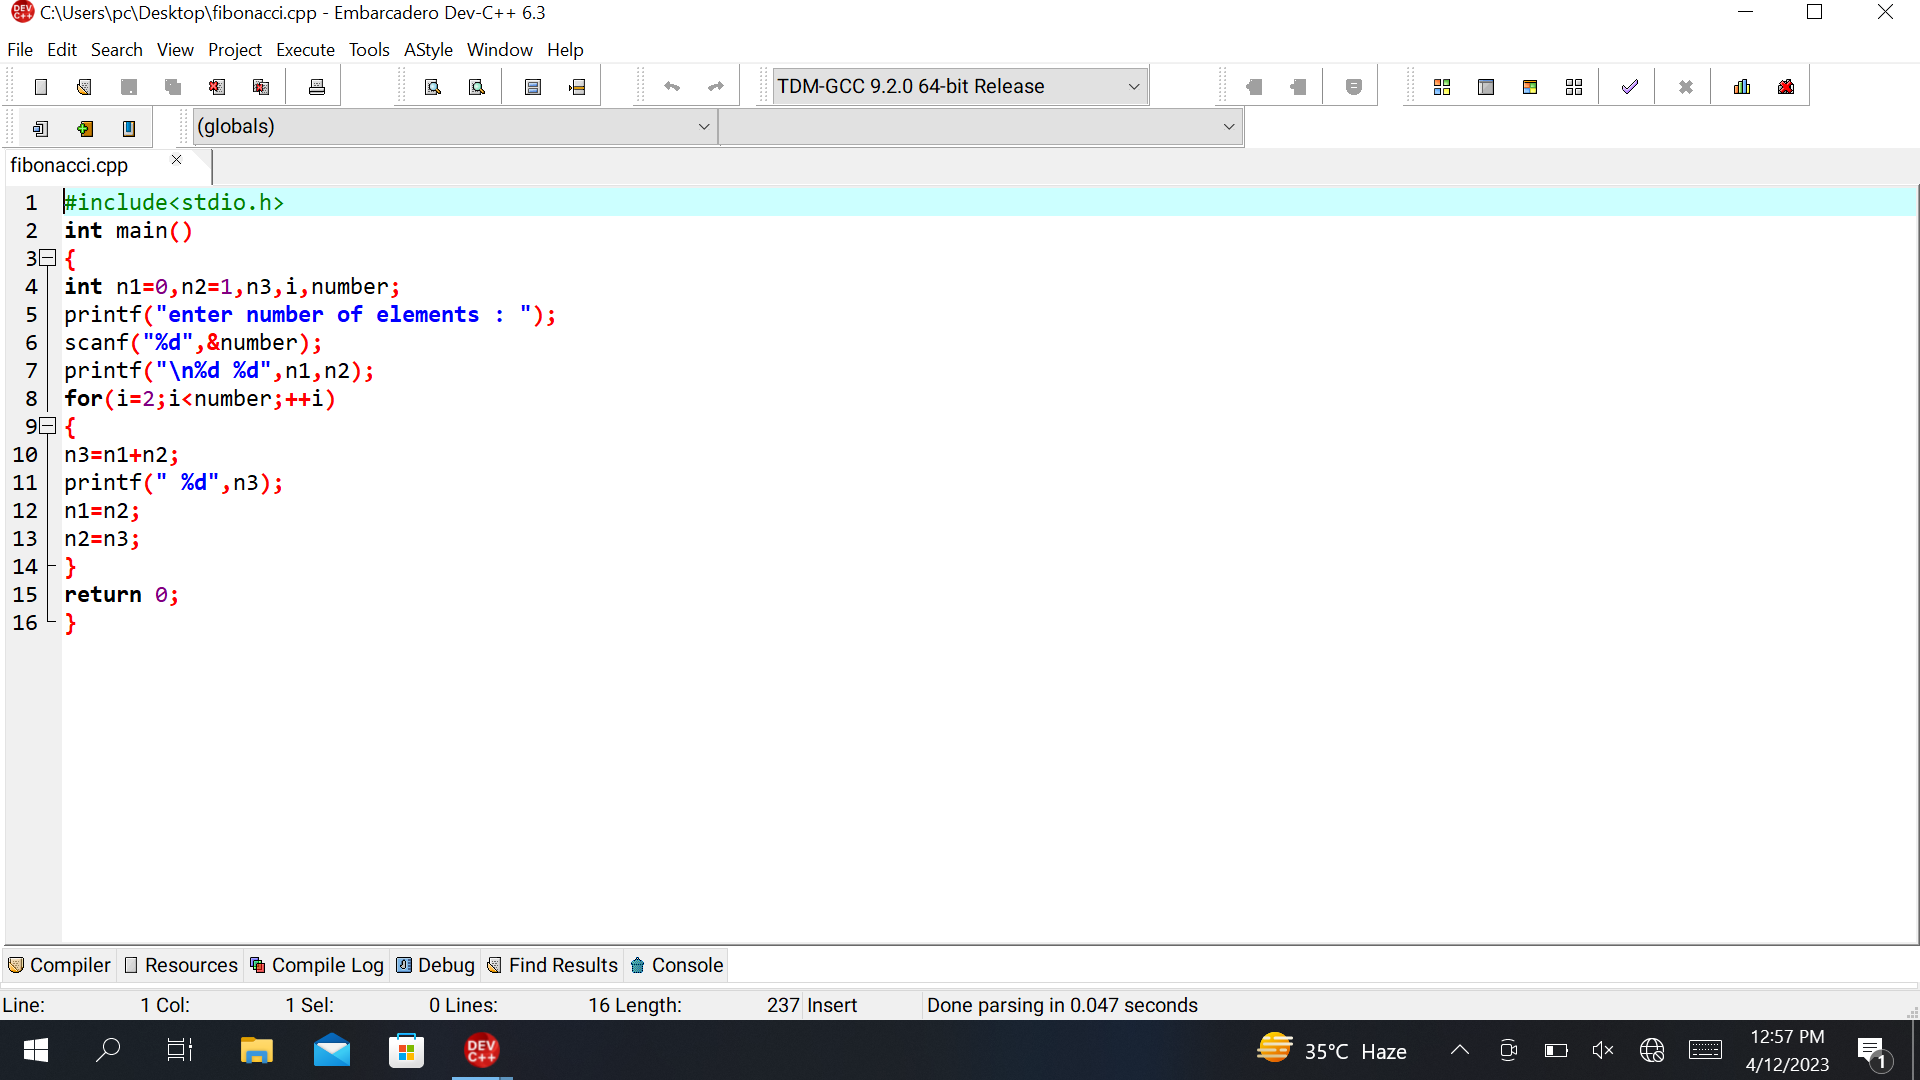 C:\Users\pc\Desktop\fibonacci.cpp - Embarcadero Dev-C++ 6.3
File Edit Search View Project Execute Tools AStyle Window Help
TDM-GCC 9.2.0 64-bit Release
(globals)
fibonacci.cpp
1 #include<stdio.h>
2 int main()
3 {
4 int n1=0,n2=1,n3,i,number;
5 printf("enter number of elements : ");
6 scanf("%d",&number);
7 printf("\n%d %d",n1,n2);
8 for(i=2;i<number;++i)
9 {
10 n3=n1+n2;
11 printf(" %d",n3);
12 n1=n2;
13 n2=n3;
14 }
15 return 0;
16 }
Compiler Resources Compile Log Debug Find Results Console
Line: 1 Col: 1 Sel: 0 Lines: 16 Length: 237 Insert Done parsing in 0.047 seconds
DEV C++ 35°C Haze 12:57 PM
4/12/2023 1